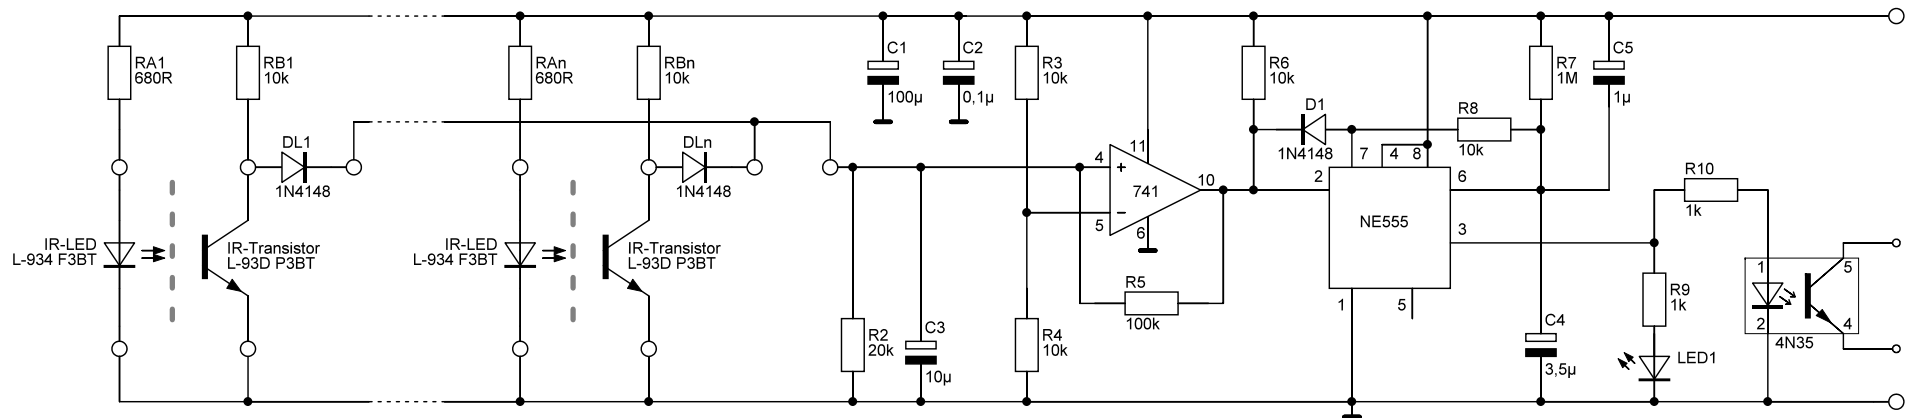 RA1
680R
RB1
10k
DL1
1N4148
IR-LED
L-934 F3BT
IR-Transistor
L-93D P3BT
RAn
680R
RBn
10k
DLn
1N4148
IR-LED
L-934 F3BT
IR-Transistor
L-93D P3BT
C1
100µ
C2
0,1µ
R3
10k
R2
20k
C3
10µ
R4
10k
4
+
11
741
10
5
−
6
R5
100k
R6
10k
D1
1N4148
R8
10k
R7
1M
C5
1µ
7
4
8
2
6
NE555
3
1
5
C4
3,5µ
R10
1k
R9
1k
LED1
1
5
2
4
4N35